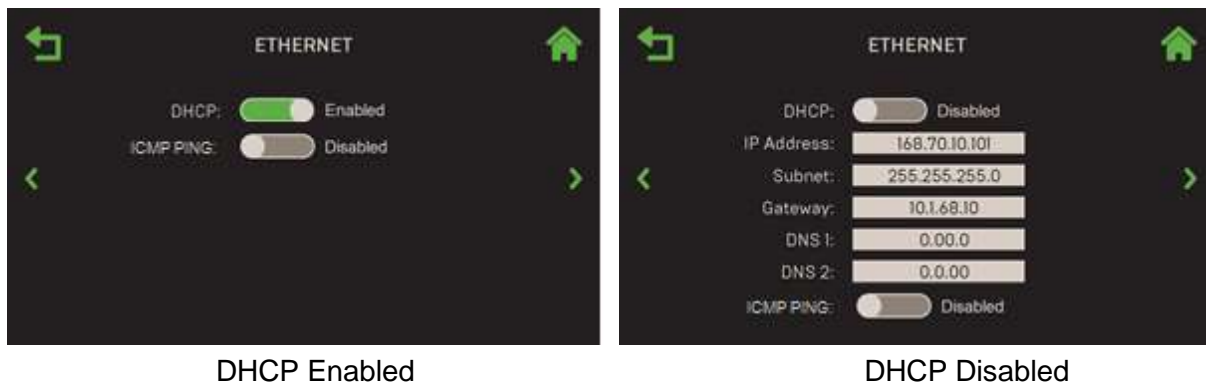 ETHERNET
DHCP: Enabled
ICMP PING: Disabled
DHCP Enabled
ETHERNET
DHCP: Disabled
IP Address: 168.70.10.101
Subnet: 255.255.255.0
Gateway: 10.1.68.10
DNS 1: 0.00.0
DNS 2: 0.0.00
ICMP PING: Disabled
DHCP Disabled